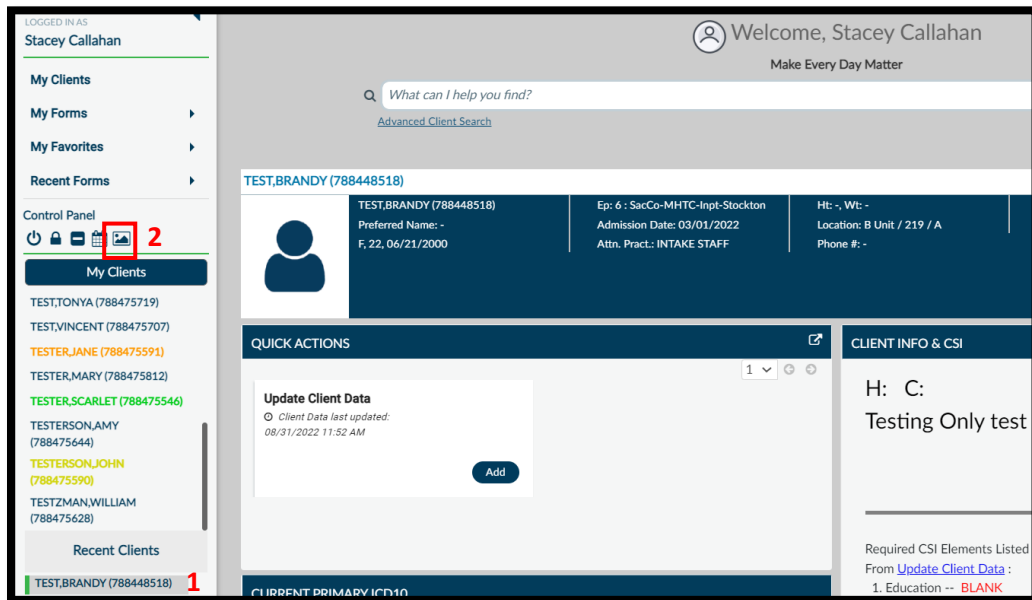 LOGGED IN AS
Stacey Callahan
My Clients
My Forms
My Favorites
Recent Forms
Control Panel
2
My Clients
TEST,TONYA (788475719)
TEST,VINCENT (788475707)
TESTER,JANE (788475591)
TESTER,MARY (788475812)
TESTER,SCARLET (788475546)
TESTERSON,AMY
(788475644)
TESTERSON,JOHN
(788475590)
TESTZMAN,WILLIAM
(788475628)
Recent Clients
TEST,BRANDY (788448518)
1
Welcome, Stacey Callahan
Make Every Day Matter
What can I help you find?
Advanced Client Search
TEST,BRANDY (788448518)
TEST,BRANDY (788448518)
Preferred Name: -
F, 22, 06/21/2000
Ep: 6 : SacCo-MHTC-Inpt-Stockton
Admission Date: 03/01/2022
Attn. Pract.: INTAKE STAFF
Ht: -, Wt: -
Location: B Unit / 219 / A
Phone #: -
QUICK ACTIONS
1
Update Client Data
Client Data last updated:
08/31/2022 11:52 AM
Add
CLIENT INFO & CSI
H: C:
Testing Only test
Required CSI Elements Listed
From Update Client Data :
1. Education -- BLANK
CURRENT PRIMARY ICD10